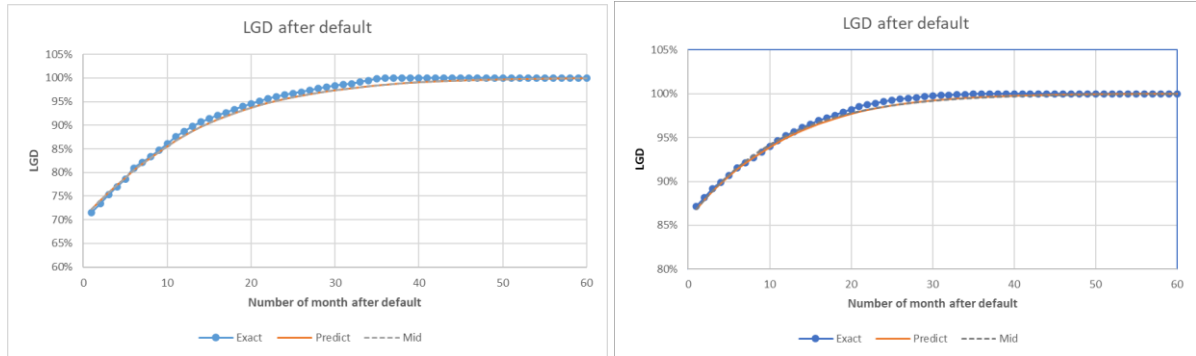 LGD after default
105%
100%
95%
90%
85%
80%
75%
70%
65%
60%
LGD
0 10 20 30 40 50 60
Number of month after default
Exact Predict Mid
LGD after default
105%
100%
95%
90%
85%
80%
LGD
0 10 20 30 40 50 60
Number of month after default
Exact Predict Mid